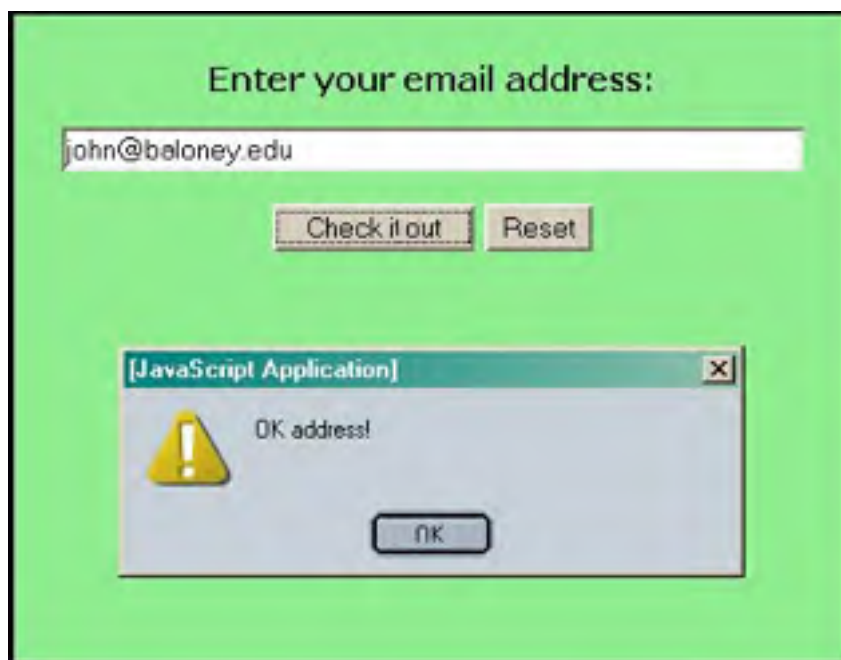 Enter your email address:
john@baloney.edu
Check it out Reset
[JavaScript Application]
OK address!
OK